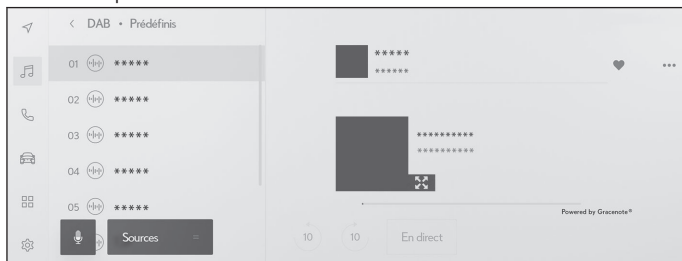 < DAB • Prédéfinis
01 *****
02 *****
03 *****
04 *****
05 *****
Sources =
*****
******
**********
**********
Powered by Gracenote®
10 10 En direct